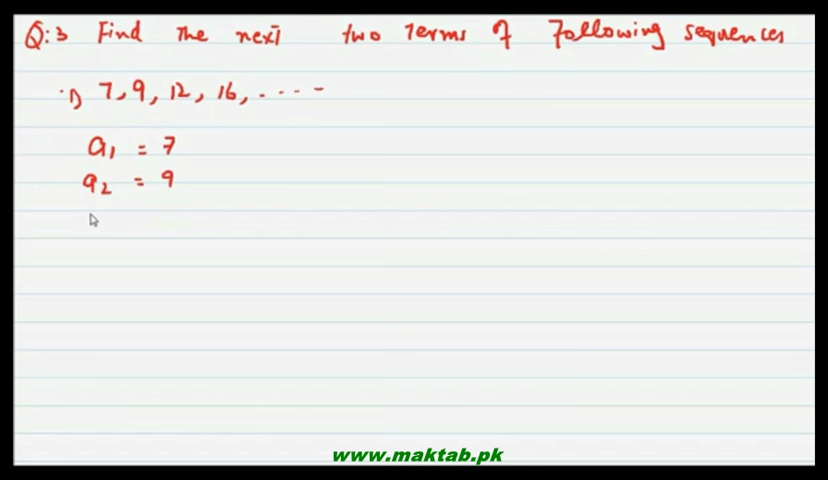 Q:3 Find the next two Terms of Following sequences
i) 7, 9, 12, 16, .....
a1 = 7
a2 = 9
www.maktab.pk